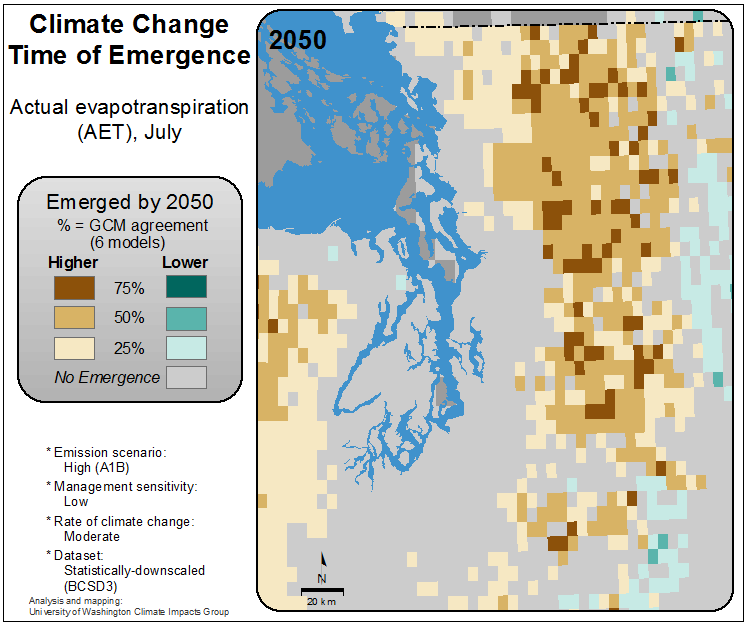 Climate Change
Time of Emergence
Actual evapotranspiration
(AET), July
Emerged by 2050
% = GCM agreement
(6 models)
Higher Lower
75%
50%
25%
No Emergence
* Emission scenario:
High (A1B)
* Management sensitivity:
Low
* Rate of climate change:
Moderate
* Dataset:
Statistically-downscaled
(BCSD3)
Analysis and mapping:
University of Washington Climate Impacts Group
2050
N
20 km